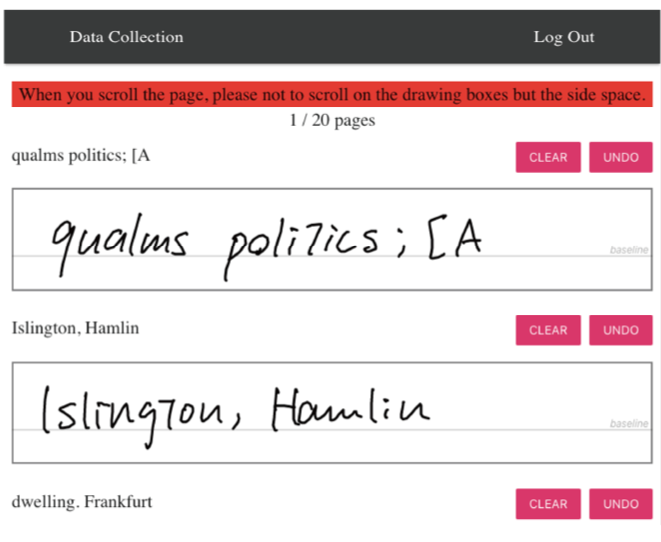 Data Collection Log Out
When you scroll the page, please not to scroll on the drawing boxes but the side space.
1 / 20 pages
qualms politics; [A CLEAR UNDO
qualms politics; [A
baseline
Islington, Hamlin CLEAR UNDO
Islington, Hamlin
baseline
dwelling. Frankfurt CLEAR UNDO